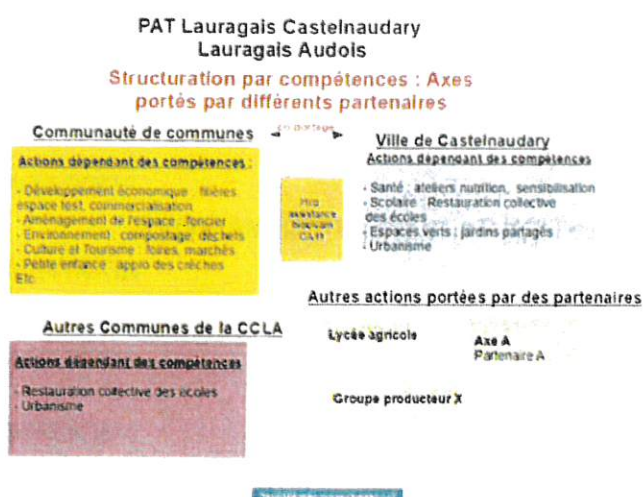 PAT Lauragais Castelnaudary
Lauragais Audois
Structuration par compétences : Axes
portés par différents partenaires
Communauté de communes
Actions dépendant des compétences :
- Développement économique : filières
espace test, commercialisation
- Aménagement de l'espace : foncier
- Environnement : compostage, déchets
- Culture et Tourisme : foires, marchés
- Petite enfance : appro des crèches
Etc
Ville de Castelnaudary
Actions dépendant des compétences
- Santé : ateliers nutrition, sensibilisation
- Scolaire : Restauration collective
des écoles
- Espaces verts : jardins partagés
- Urbanisme
Autres Communes de la CCLA
Actions dépendant des compétences
- Restauration collective des écoles
- Urbanisme
Autres actions portées par des partenaires
Lycée agricole
Axe A
Partenaire A
Groupe producteur X